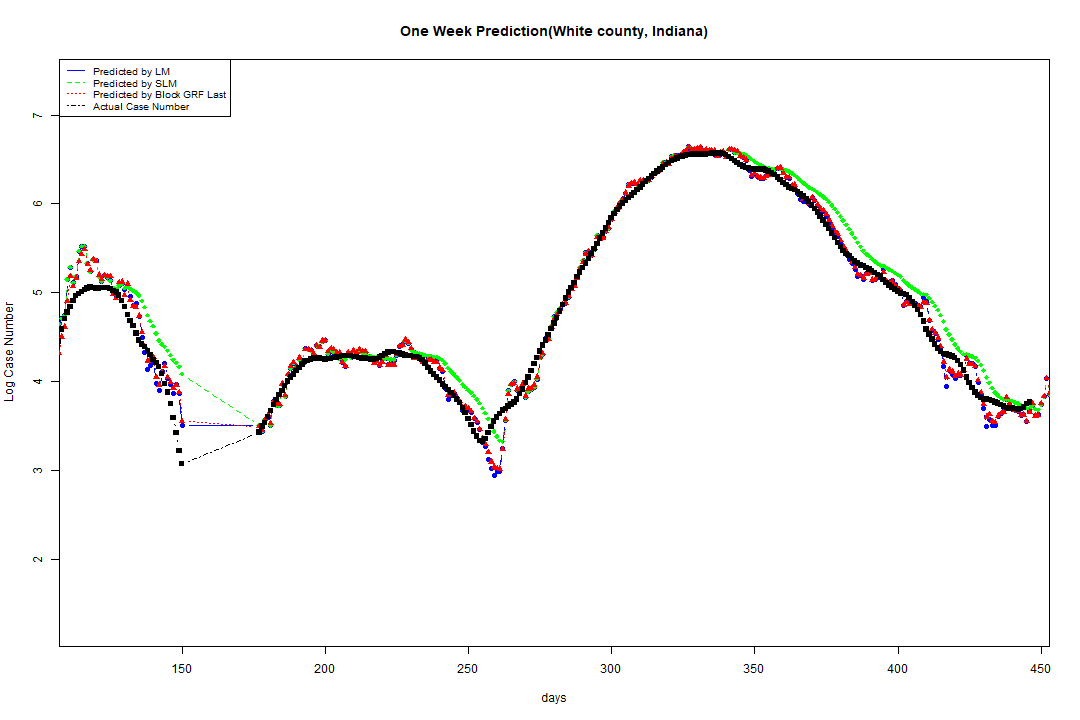 One Week Prediction(White county, Indiana)
Predicted by LM
Predicted by SLM
Predicted by Block GRF Last
Actual Case Number
7
6
5
4
3
2
Log Case Number
150 200 250 300 350 400 450
days